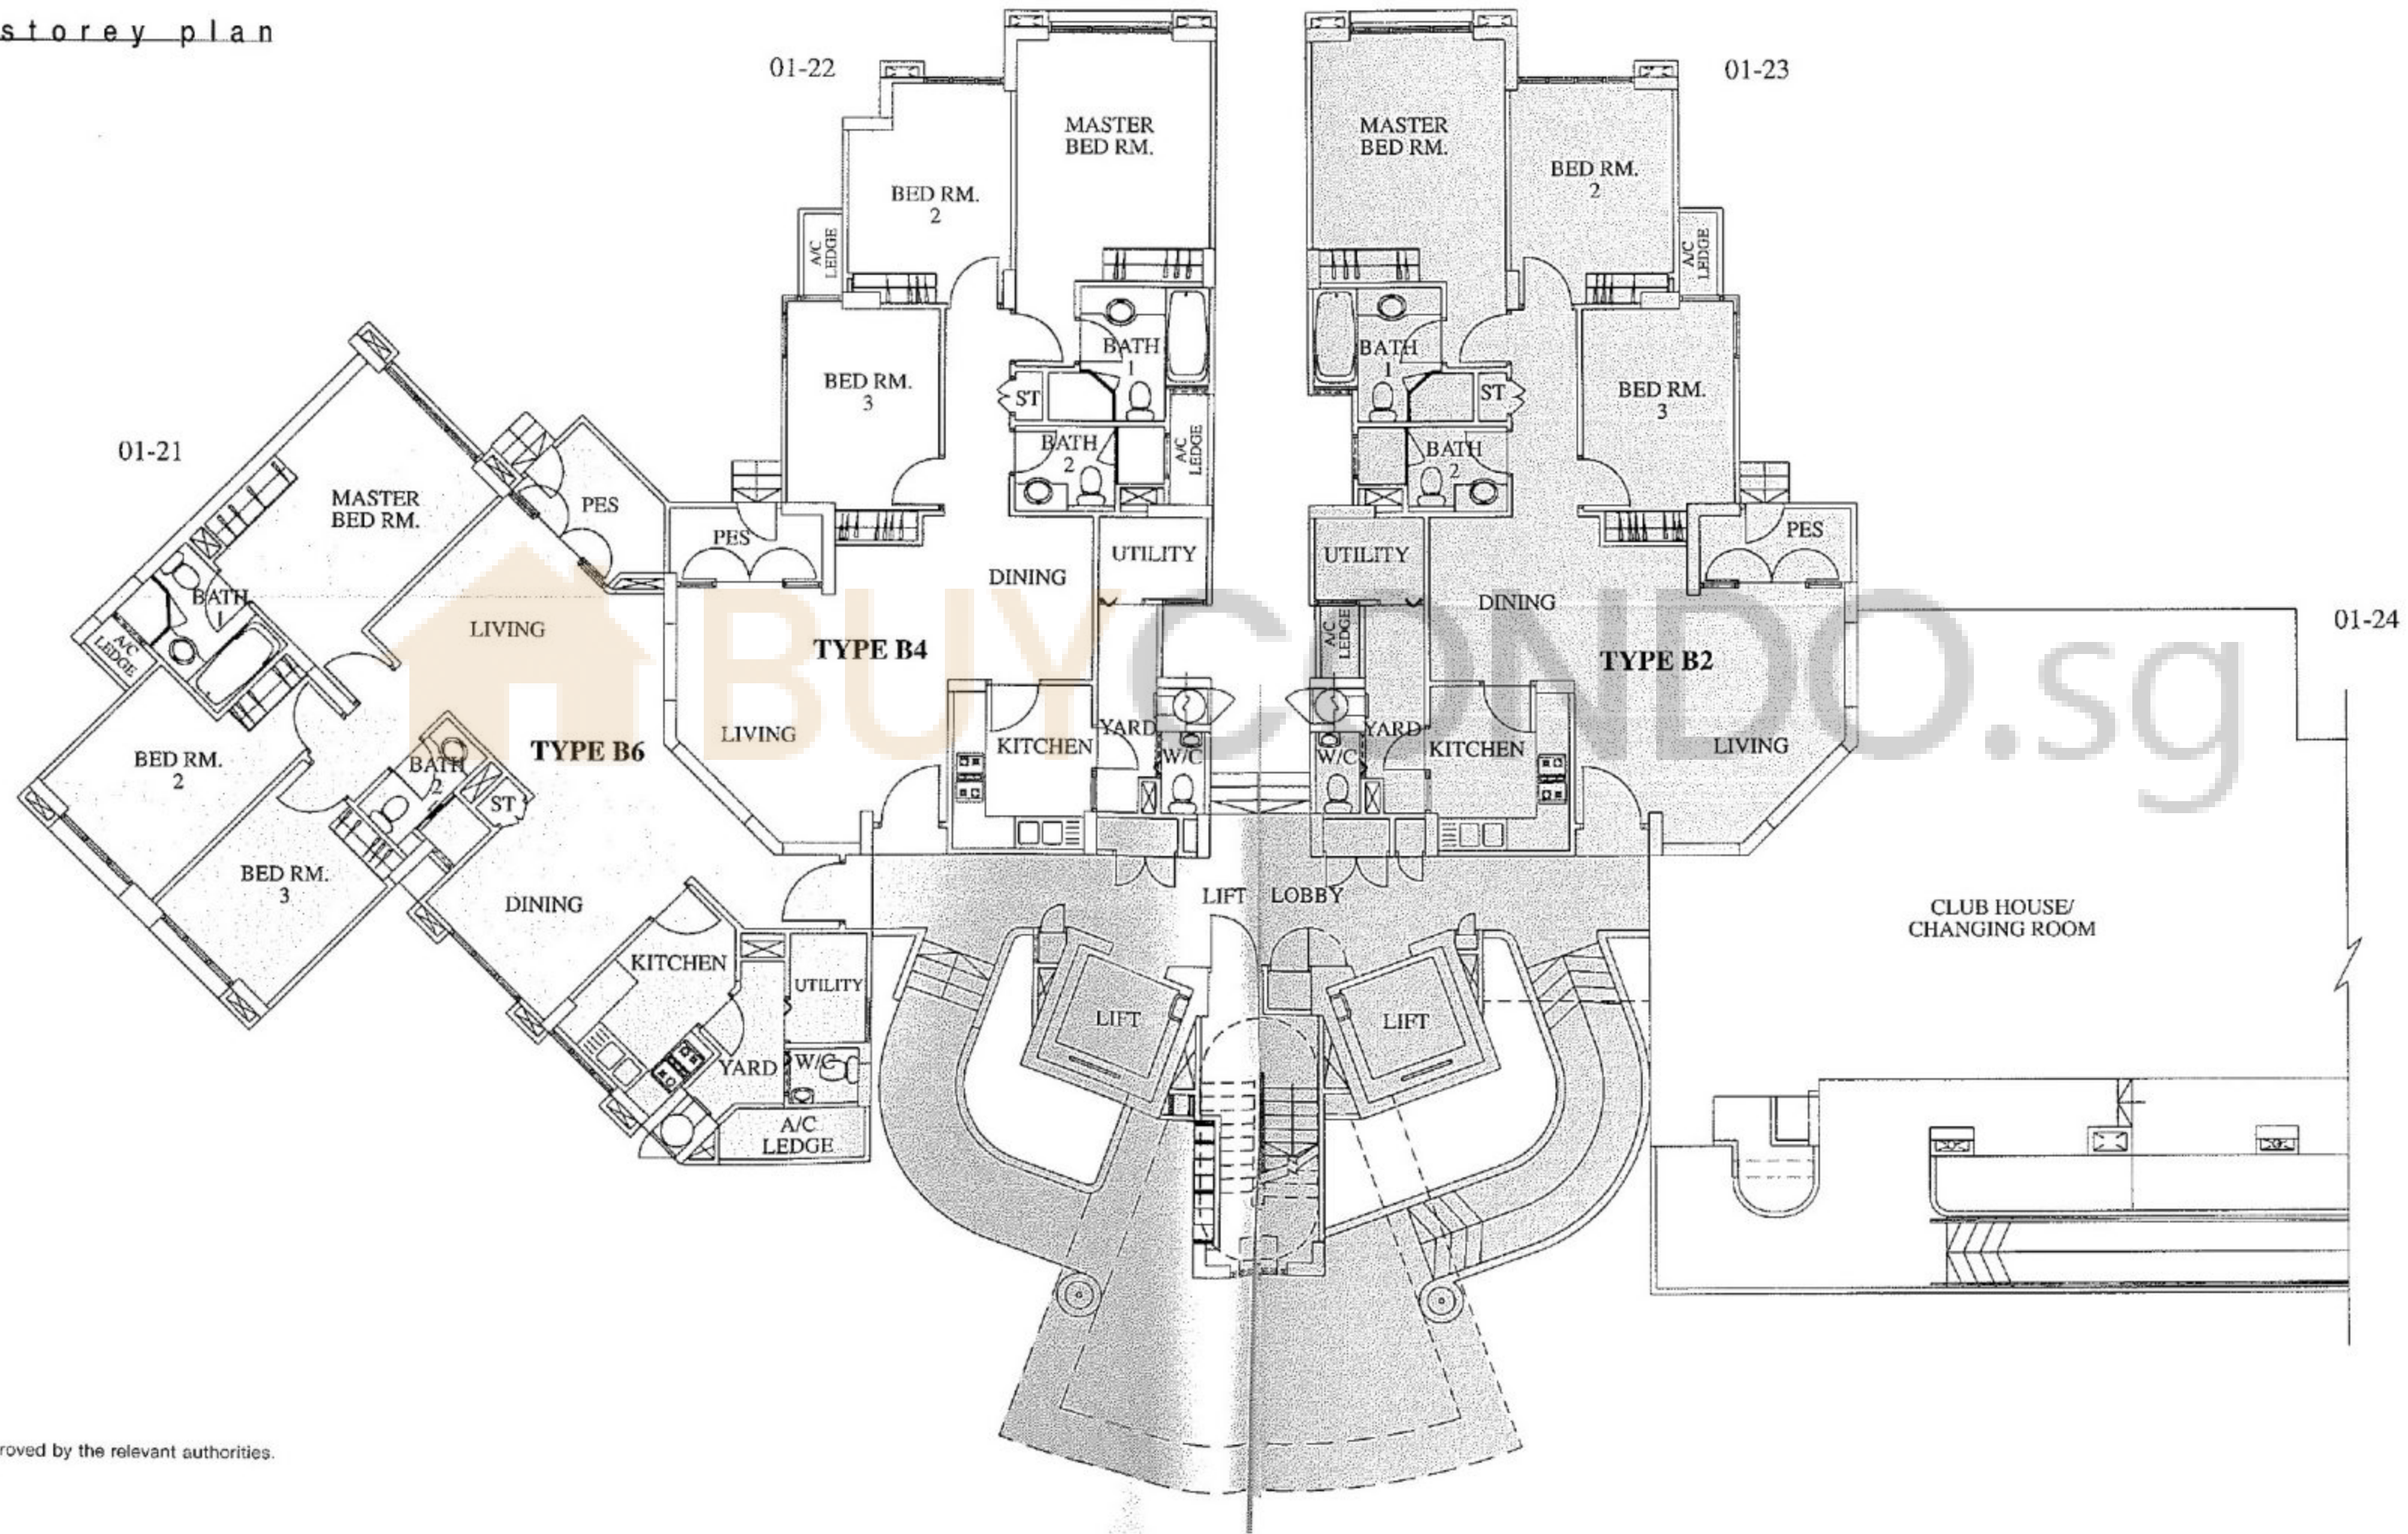 storey plan
01-22
01-23
MASTER
BED RM.
MASTER
BED RM.
BED RM.
2
BED RM.
2
A/C
LEDGE
A/C
LEDGE
BATH
1
BATH
1
BED RM.
3
ST
ST
BED RM.
3
01-21
BATH
2
A/C
LEDGE
BATH
2
MASTER
BED RM.
PES
PES
PES
UTILITY
UTILITY
DINING
DINING
BATH
1
LIVING
A/C
LEDGE
A/C
LEDGE
TYPE B4
TYPE B2
01-24
BUYCONDO.sg
LIVING
YARD
YARD
KITCHEN
KITCHEN
LIVING
TYPE B6
W/C
W/C
BED RM.
2
BATH
2
ST
BED RM.
3
DINING
LIFT LOBBY
CLUB HOUSE/
CHANGING ROOM
KITCHEN
UTILITY
LIFT
LIFT
YARD
W/C
A/C
LEDGE
roved by the relevant authorities.